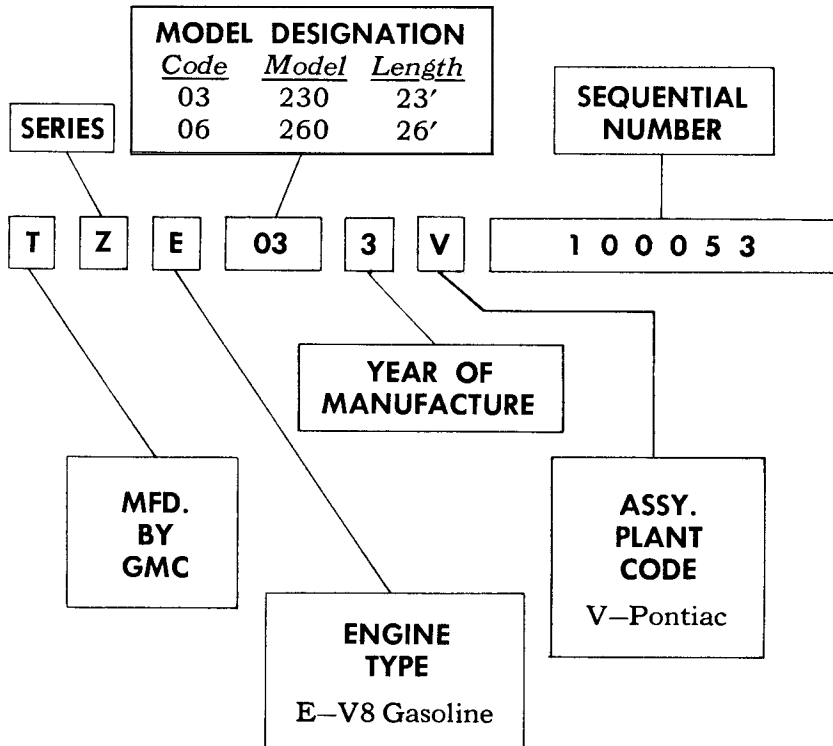 MODEL DESIGNATION
Code Model Length
03 230 23′
06 260 26′
SERIES
SEQUENTIAL
NUMBER
T Z E 03 3 V 1 0 0 0 5 3
YEAR OF
MANUFACTURE
MFD.
BY
GMC
ASSY.
PLANT
CODE
V–Pontiac
ENGINE
TYPE
E–V8 Gasoline